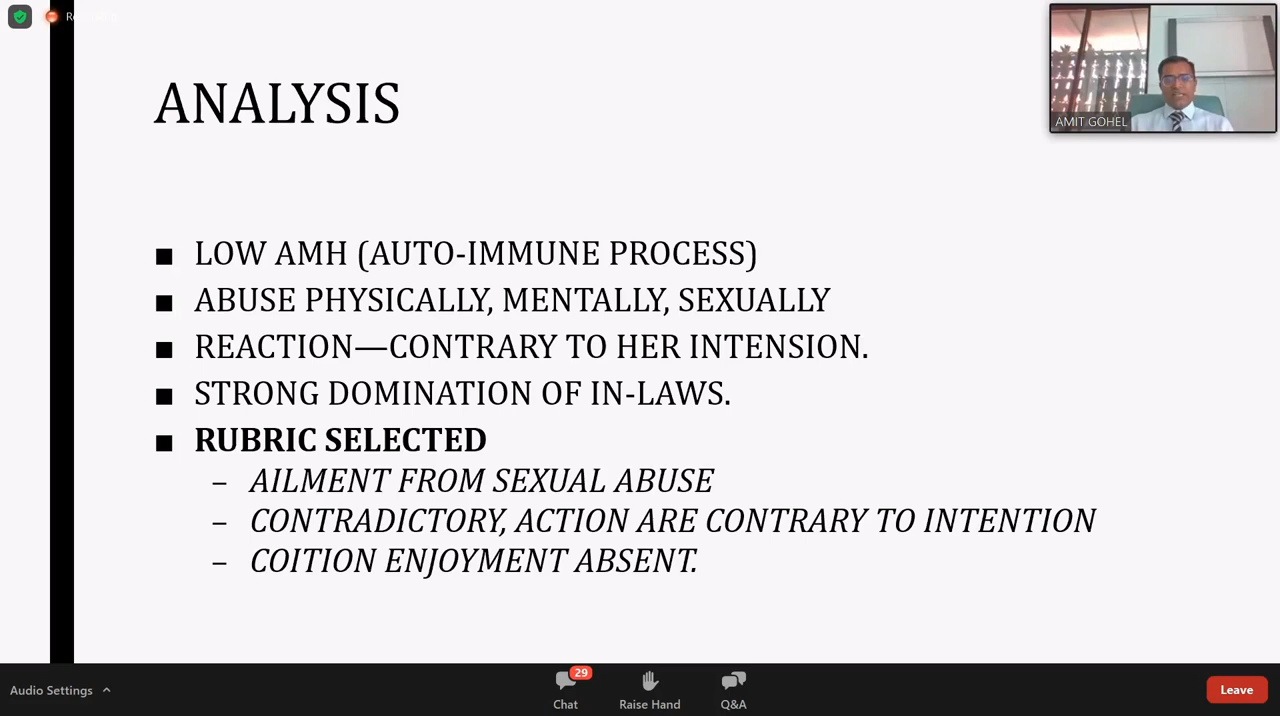 ANALYSIS
AMIT GOHEL
■ LOW AMH (AUTO-IMMUNE PROCESS)
■ ABUSE PHYSICALLY, MENTALLY, SEXUALLY
■ REACTION—CONTRARY TO HER INTENSION.
■ STRONG DOMINATION OF IN-LAWS.
■ RUBRIC SELECTED
– AILMENT FROM SEXUAL ABUSE
– CONTRADICTORY, ACTION ARE CONTRARY TO INTENTION
– COITION ENJOYMENT ABSENT.
Audio Settings
29
Chat
Raise Hand
Q&A
Leave